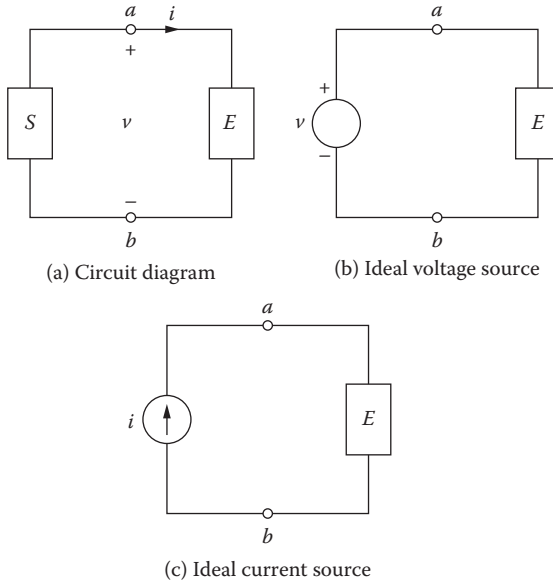 a i
+
S v E
−
b
(a) Circuit diagram
a
+
v E
−
b
(b) Ideal voltage source
a
i E
b
(c) Ideal current source